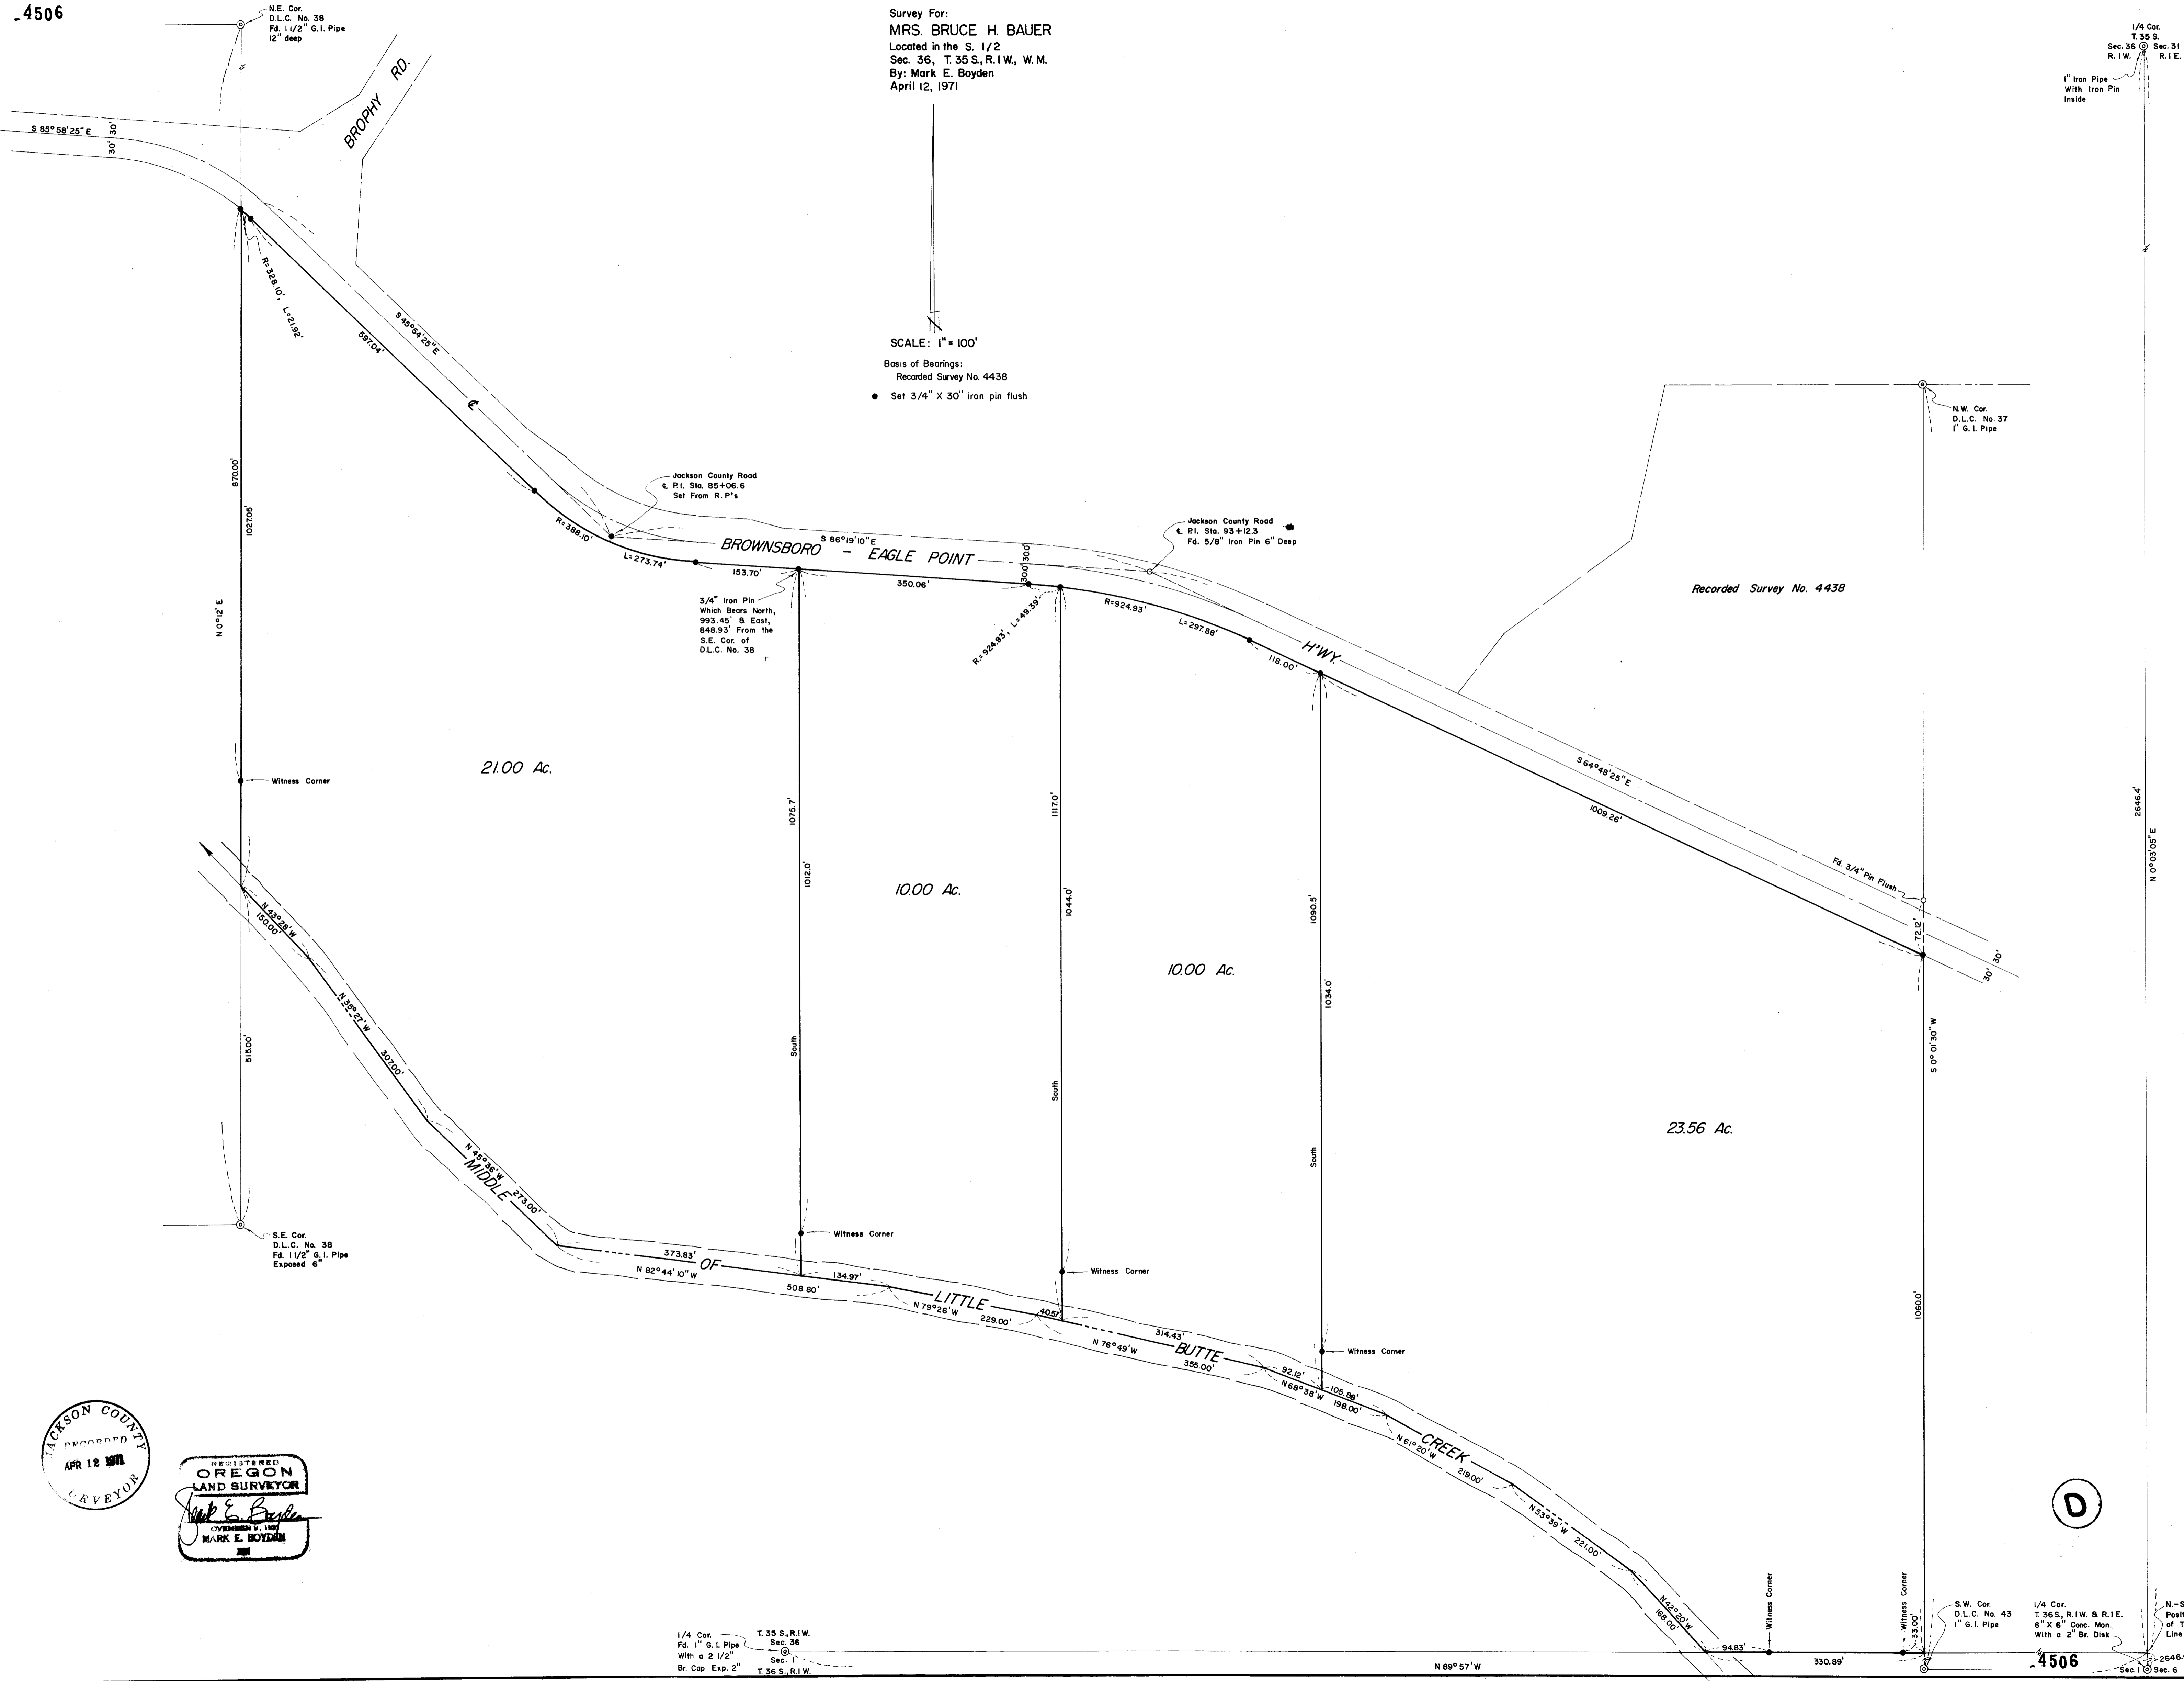 4506
N.E. Cor.
D.L.C. No. 38
Fd. 1 1/2" G.I. Pipe
12" deep
BROPHY RD.
Survey For:
MRS. BRUCE H. BAUER
Located in the S. 1/2
Sec. 36, T. 35 S., R. 1 W., W. M.
By: Mark E. Boyden
April 12, 1971
SCALE: 1" = 100'
Basis of Bearings:
Recorded Survey No. 4438
Set 3/4" X 30" iron pin flush
1/4 Cor.
T. 35 S.
Sec. 36 Sec. 31
R. 1 W. R. 1 E.
1" Iron Pipe
With Iron Pin
Inside
S 85° 58' 25" E
30' 30'
R=328.10', L=21.92'
597.04'
S 45° 54' 25" E
℄
870.00'
1027.05'
N 0° 12' E
Jackson County Road
℄ P.I. Sta. 85+06.6
Set From R.P's
R=388.10'
L=273.74'
153.70'
BROWNSBORO - EAGLE POINT
S 86° 19' 10" E
350.06'
30.0' 30.0'
Jackson County Road
℄ P.I. Sta. 93+12.3
Fd. 5/8" Iron Pin 6" Deep
3/4" Iron Pin
Which Bears North,
993.45' & East,
848.93' From the
S.E. Cor. of
D.L.C. No. 38
R=924.93', L=49.39'
R=924.93'
L=297.88'
118.00'
H'WY.
N.W. Cor.
D.L.C. No. 37
1" G.I. Pipe
Recorded Survey No. 4438
S 64° 48' 25" E
1009.26'
Fd. 3/4" Pin Flush
72.12'
30' 30'
2646.4'
N 0° 03' 05" E
Witness Corner
21.00 Ac.
1075.7'
1012.0'
South
10.00 Ac.
1117.0'
1044.0'
South
10.00 Ac.
1090.5'
1034.0'
South
23.56 Ac.
S 0° 01' 30" W
1060.0'
N 43° 28' W
150.00'
N 35° 27' W
307.00'
515.00'
N 45° 36' W
273.00'
MIDDLE OF LITTLE BUTTE CREEK
S.E. Cor.
D.L.C. No. 38
Fd. 1 1/2" G.I. Pipe
Exposed 6"
373.83'
N 82° 44' 10" W
508.80'
134.97'
Witness Corner
N 79° 26' W
229.00'
40.57'
Witness Corner
314.43'
N 76° 49' W
355.00'
92.12'
Witness Corner
N 68° 38' W
105.88'
198.00'
N 61° 20' W
219.00'
N 53° 39' W
221.00'
N 42° 20' W
168.00'
94.83'
Witness Corner
Witness Corner
33.00'
330.89'
N 89° 57' W
JACKSON COUNTY
RECORDED
APR 12 1971
SURVEYOR
REGISTERED
OREGON
LAND SURVEYOR
Mark E. Boyden
MARK E. BOYDEN
D
1/4 Cor.
Fd. 1" G.I. Pipe
With a 2 1/2"
Br. Cap Exp. 2"
T. 35 S., R.1W.
Sec. 36
Sec. 1
T. 36 S., R.1W.
S.W. Cor.
D.L.C. No. 43
1" G.I. Pipe
1/4 Cor.
T. 36 S., R.1W. & R.1E.
6" X 6" Conc. Mon.
With a 2" Br. Disk
4506
Sec. 1 Sec. 6
N.-S
Posit
of T
Line
2646.